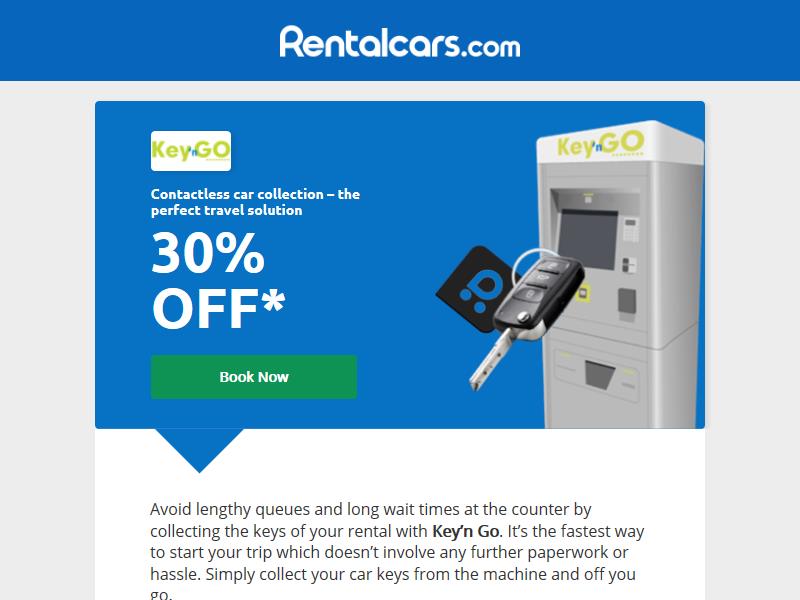 Rentalcars.com
Key'nGO
Key'nGO
Contactless car collection – the
perfect travel solution
30%
OFF*
Book Now
Avoid lengthy queues and long wait times at the counter by
collecting the keys of your rental with Key’n Go. It’s the fastest way
to start your trip which doesn’t involve any further paperwork or
hassle. Simply collect your car keys from the machine and off you
go.